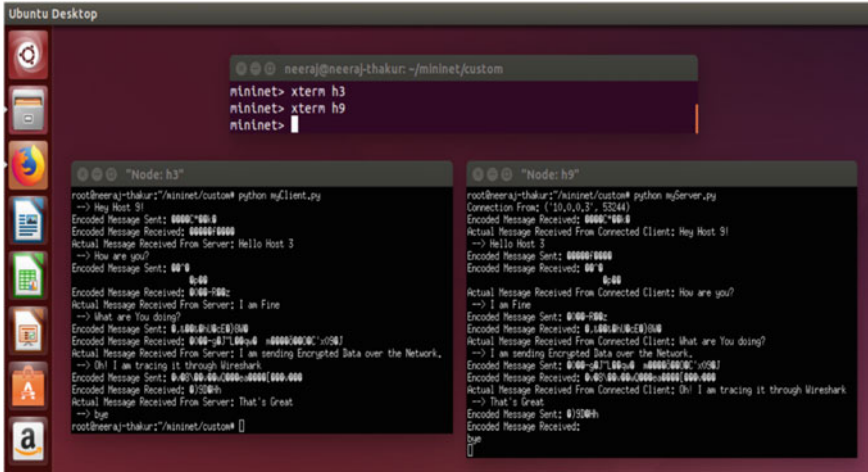 Ubuntu Desktop
neeraj@neeraj-thakur: ~/mininet/custom
mininet> xterm h3
mininet> xterm h9
mininet>
"Node: h3"
root@neeraj-thakur:~/mininet/custom# python myClient.py
--> Hey Host 9!
Encoded Message Sent:
Encoded Message Received:
Actual Message Received From Server: Hello Host 3
--> How are you?
Encoded Message Sent:
Encoded Message Received:
Actual Message Received From Server: I am Fine
--> What are You doing?
Encoded Message Sent:
Encoded Message Received:
Actual Message Received From Server: I am sending Encrypted Data over the Network.
--> Oh! I am tracing it through Wireshark
Encoded Message Sent:
Encoded Message Received:
Actual Message Received From Server: That's Great
--> bye
root@neeraj-thakur:~/mininet/custom#
"Node: h9"
root@neeraj-thakur:~/mininet/custom# python myServer.py
Connection From: ('10.0.0.3', 53244)
Encoded Message Received:
Actual Message Received From Connected Client: Hey Host 9!
--> Hello Host 3
Encoded Message Sent:
Encoded Message Received:
Actual Message Received From Connected Client: How are you?
--> I am Fine
Encoded Message Sent:
Encoded Message Received:
Actual Message Received From Connected Client: What are You doing?
--> I am sending Encrypted Data over the Network.
Encoded Message Sent:
Encoded Message Received:
Actual Message Received From Connected Client: Oh! I am tracing it through Wireshark
--> That's Great
Encoded Message Sent:
Encoded Message Received:
bye